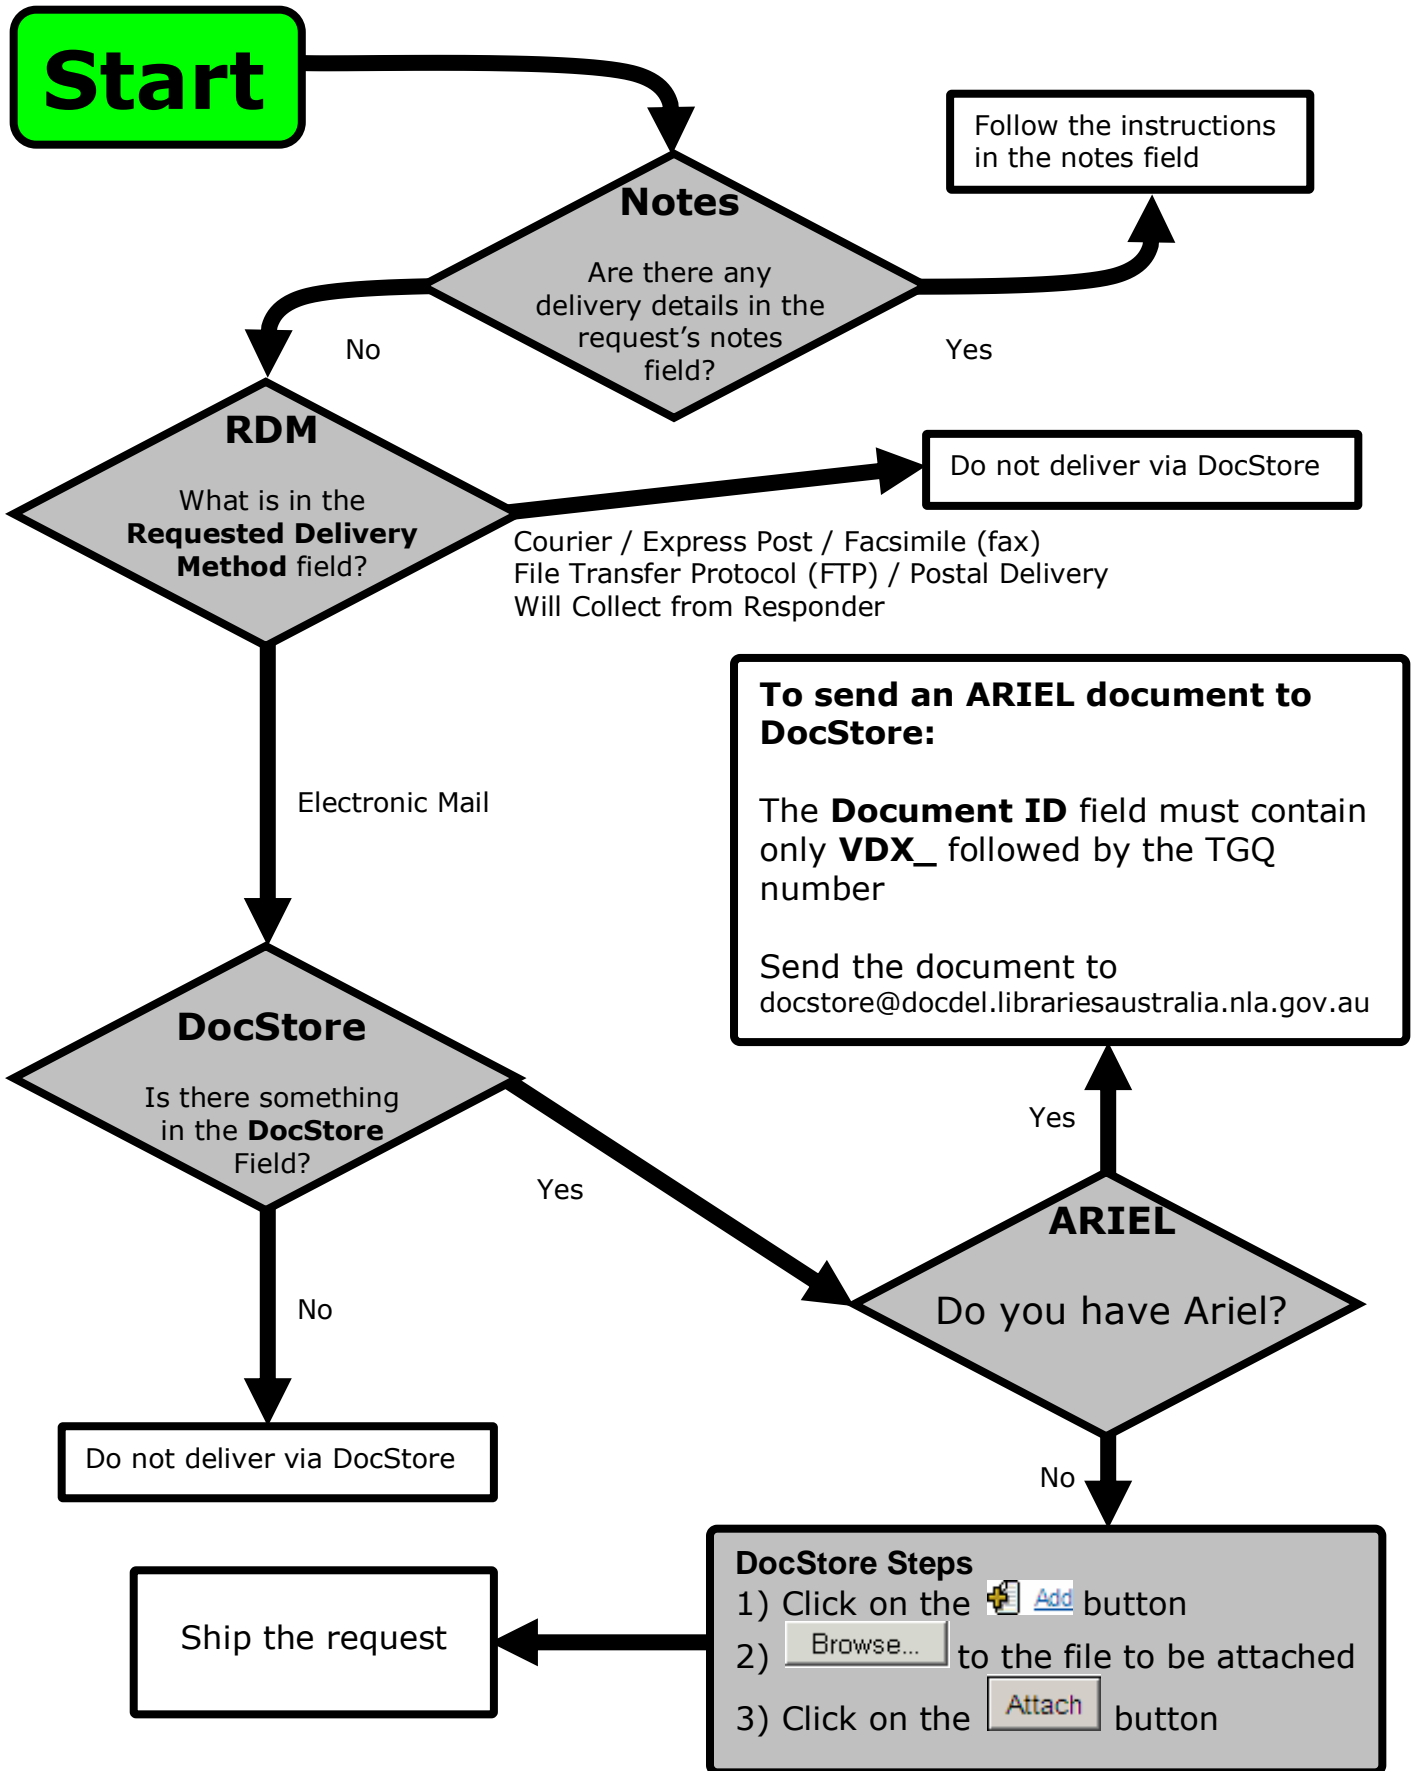 Start
Follow the instructions
in the notes field
Notes
Are there any
delivery details in the
request's notes
field?
No
Yes
RDM
What is in the
Requested Delivery
Method field?
Do not deliver via DocStore
Courier / Express Post / Facsimile (fax)
File Transfer Protocol (FTP) / Postal Delivery
Will Collect from Responder
To send an ARIEL document to
DocStore:
The Document ID field must contain
only VDX_ followed by the TGQ
number
Send the document to
docstore@docdel.librariesaustralia.nla.gov.au
Electronic Mail
DocStore
Is there something
in the DocStore
Field?
Yes
Yes
ARIEL
Do you have Ariel?
No
Do not deliver via DocStore
No
DocStore Steps
1) Click on the Add button
2) Browse... to the file to be attached
3) Click on the Attach button
Ship the request